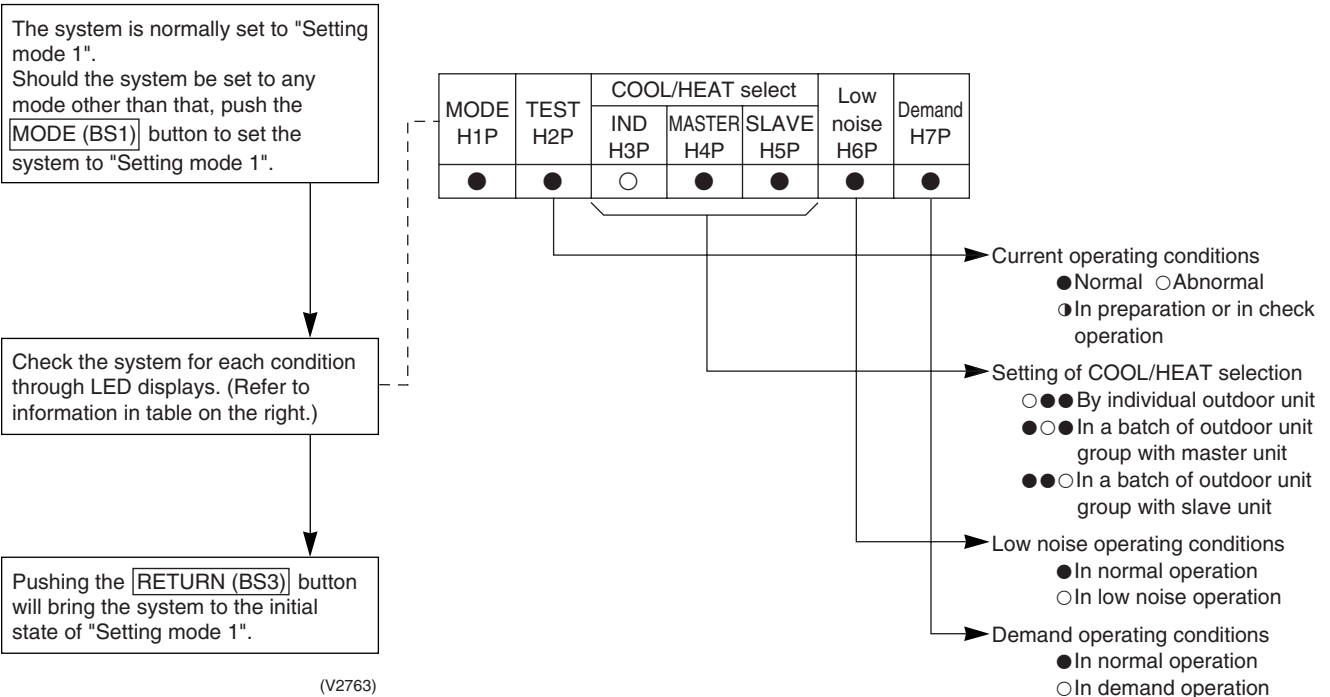 The system is normally set to "Setting
mode 1".
Should the system be set to any
mode other than that, push the
MODE (BS1) button to set the
system to "Setting mode 1".
Check the system for each condition
through LED displays. (Refer to
information in table on the right.)
Pushing the RETURN (BS3) button
will bring the system to the initial
state of "Setting mode 1".
(V2763)
MODE
H1P
TEST
H2P
COOL/HEAT select
IND
H3P
MASTER
H4P
SLAVE
H5P
Low
noise
H6P
Demand
H7P
● ● ○ ● ● ● ●
Current operating conditions
●Normal ○Abnormal
◑In preparation or in check
operation
Setting of COOL/HEAT selection
○●●By individual outdoor unit
●○●In a batch of outdoor unit
group with master unit
●●○In a batch of outdoor unit
group with slave unit
Low noise operating conditions
●In normal operation
○In low noise operation
Demand operating conditions
●In normal operation
○In demand operation